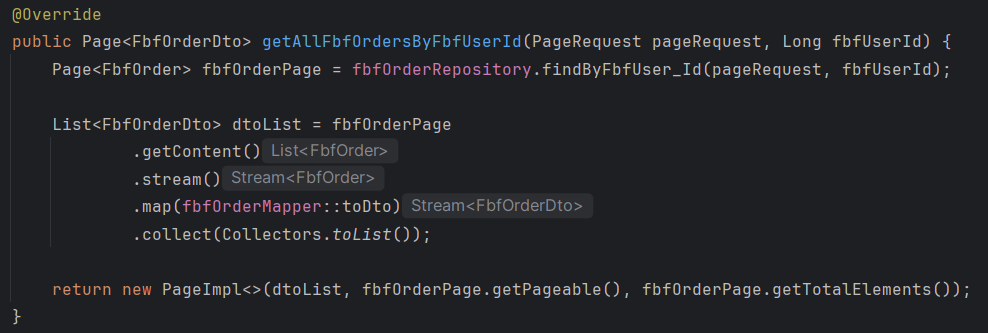 @Override
public Page<FbfOrderDto> getAllFbfOrdersByFbfUserId(PageRequest pageRequest, Long fbfUserId) {
Page<FbfOrder> fbfOrderPage = fbfOrderRepository.findByFbfUser_Id(pageRequest, fbfUserId);
List<FbfOrderDto> dtoList = fbfOrderPage
.getContent() List<FbfOrder>
.stream() Stream<FbfOrder>
.map(fbfOrderMapper::toDto) Stream<FbfOrderDto>
.collect(Collectors.toList());
return new PageImpl<>(dtoList, fbfOrderPage.getPageable(), fbfOrderPage.getTotalElements());
}